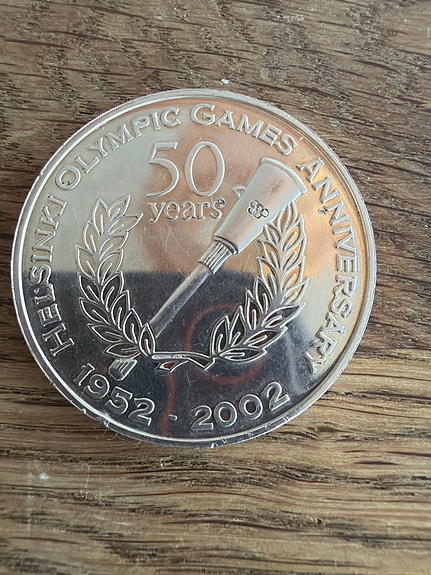 HELSINKI OLYMPIC GAMES ANNIVERSARY
50
years
1952 - 2002